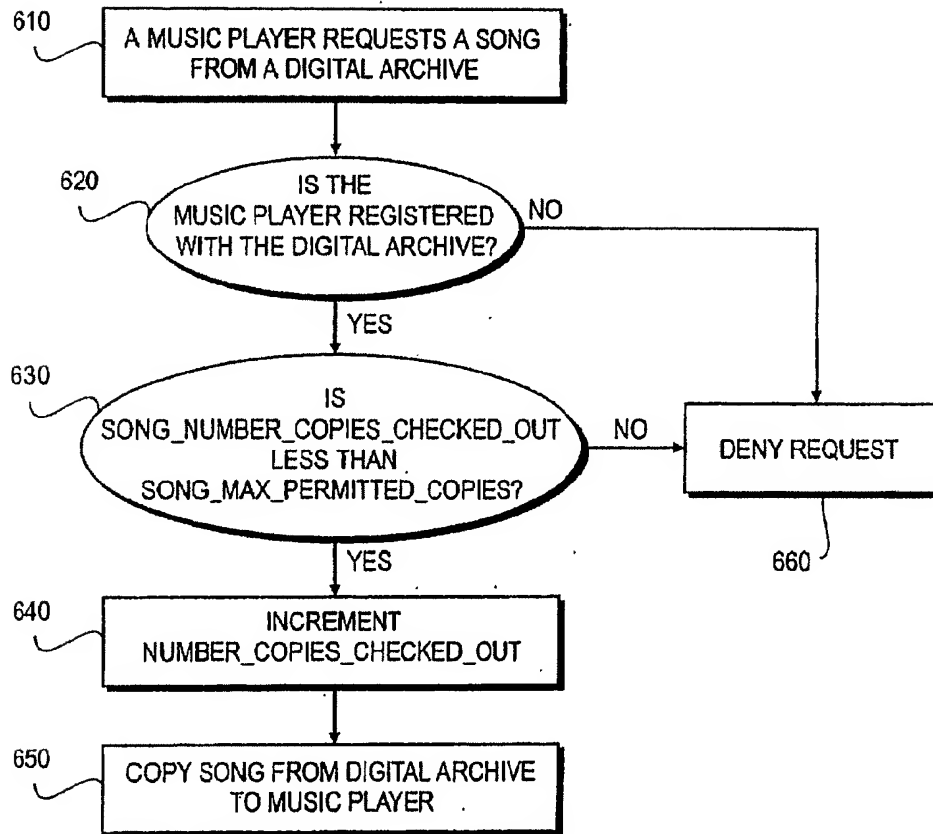 610
A MUSIC PLAYER REQUESTS A SONG
FROM A DIGITAL ARCHIVE
620
IS THE
MUSIC PLAYER REGISTERED
WITH THE DIGITAL ARCHIVE?
NO
YES
630
IS
SONG_NUMBER_COPIES_CHECKED_OUT
LESS THAN
SONG_MAX_PERMITTED_COPIES?
NO
DENY REQUEST
660
YES
640
INCREMENT
NUMBER_COPIES_CHECKED_OUT
650
COPY SONG FROM DIGITAL ARCHIVE
TO MUSIC PLAYER